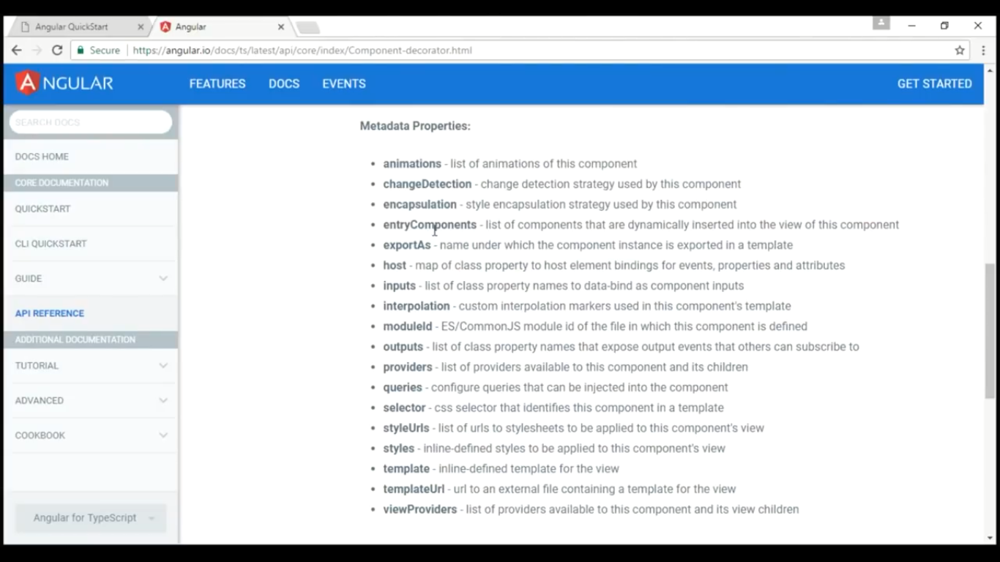 Angular QuickStart
Angular
Secure https://angular.io/docs/ts/latest/api/core/index/Component-decorator.html
ANGULAR
FEATURES DOCS EVENTS GET STARTED
SEARCH DOCS
DOCS HOME
CORE DOCUMENTATION
QUICKSTART
CLI QUICKSTART
GUIDE
API REFERENCE
ADDITIONAL DOCUMENTATION
TUTORIAL
ADVANCED
COOKBOOK
Angular for TypeScript
Metadata Properties:
• animations - list of animations of this component
• changeDetection - change detection strategy used by this component
• encapsulation - style encapsulation strategy used by this component
• entryComponents - list of components that are dynamically inserted into the view of this component
• exportAs - name under which the component instance is exported in a template
• host - map of class property to host element bindings for events, properties and attributes
• inputs - list of class property names to data-bind as component inputs
• interpolation - custom interpolation markers used in this component's template
• moduleId - ES/CommonJS module id of the file in which this component is defined
• outputs - list of class property names that expose output events that others can subscribe to
• providers - list of providers available to this component and its children
• queries - configure queries that can be injected into the component
• selector - css selector that identifies this component in a template
• styleUrls - list of urls to stylesheets to be applied to this component's view
• styles - inline-defined styles to be applied to this component's view
• template - inline-defined template for the view
• templateUrl - url to an external file containing a template for the view
• viewProviders - list of providers available to this component and its view children